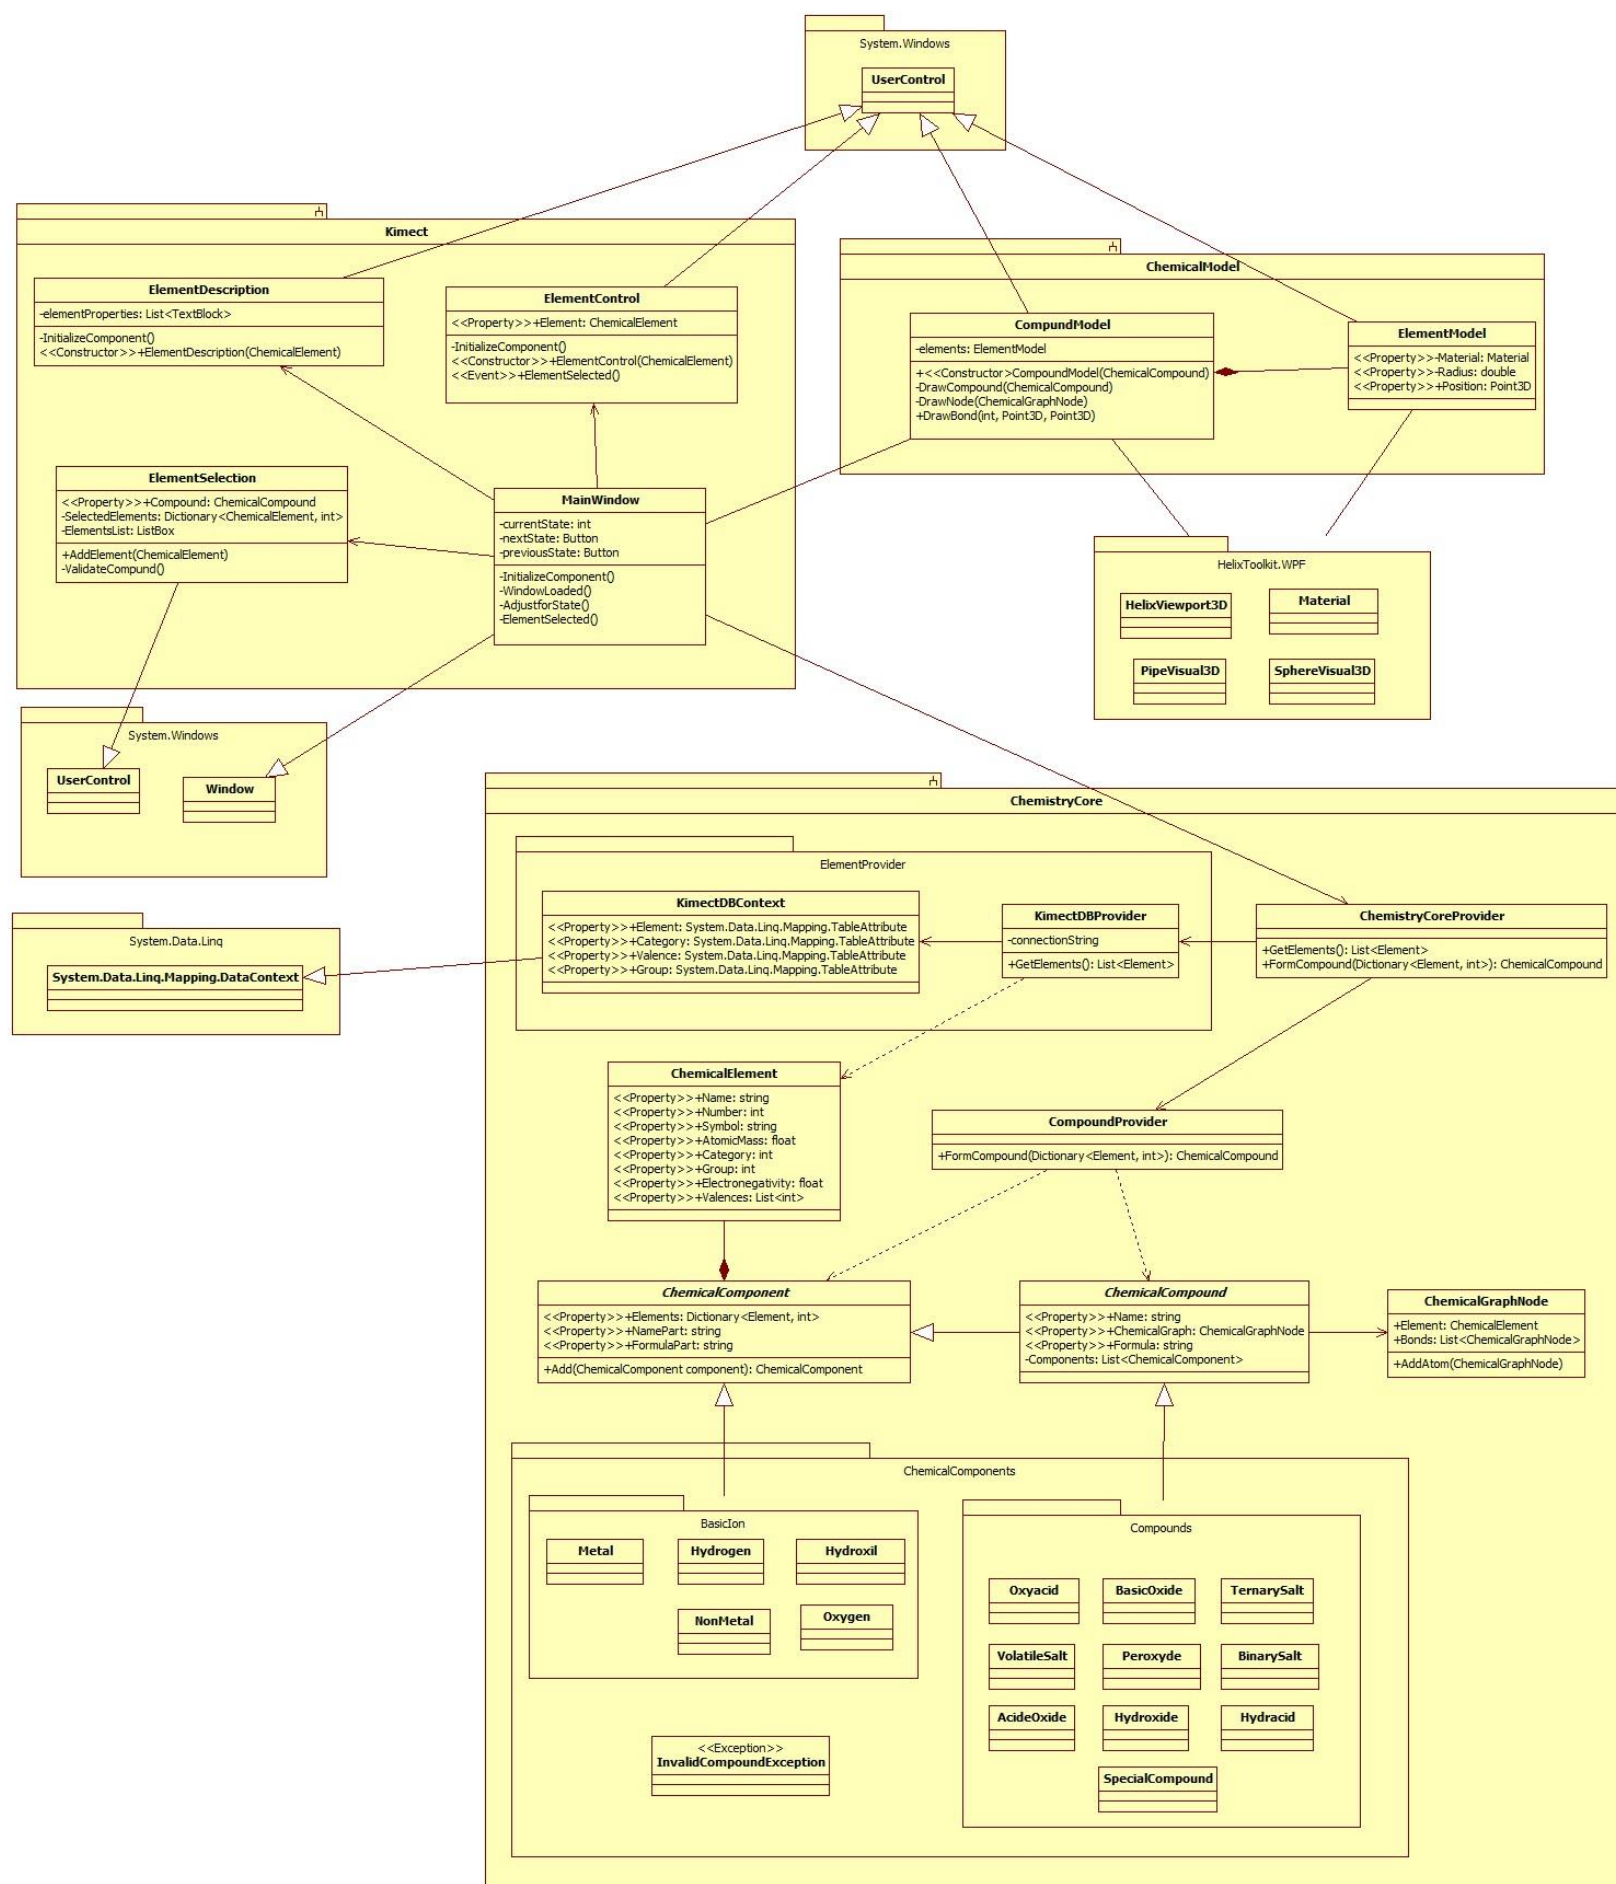 System.Windows
UserControl
Kimect
ElementDescription
-elementProperties: List<TextBlock>
-InitializeComponent()
<<Constructor>>+ElementDescription(ChemicalElement)
ElementControl
<<Property>>+Element: ChemicalElement
-InitializeComponent()
<<Constructor>>+ElementControl(ChemicalElement)
<<Event>>+ElementSelected()
ElementSelection
<<Property>>+Compound: ChemicalCompound
-SelectedElements: Dictionary<ChemicalElement, int>
-ElementsList: ListBox
+AddElement(ChemicalElement)
-ValidateCompund()
MainWindow
-currentState: int
-nextState: Button
-previousState: Button
-InitializeComponent()
-WindowLoaded()
-AdjustforState()
-ElementSelected()
ChemicalModel
CompundModel
-elements: ElementModel
+<<Constructor>CompoundModel(ChemicalCompound)
-DrawCompound(ChemicalCompound)
-DrawNode(ChemicalGraphNode)
+DrawBond(int, Point3D, Point3D)
ElementModel
<<Property>>-Material: Material
<<Property>>-Radius: double
<<Property>>+Position: Point3D
HelixToolkit.WPF
HelixViewport3D
Material
PipeVisual3D
SphereVisual3D
System.Windows
UserControl
Window
ChemistryCore
ElementProvider
KimectDBContext
<<Property>>+Element: System.Data.Linq.Mapping.TableAttribute
<<Property>>+Category: System.Data.Linq.Mapping.TableAttribute
<<Property>>+Valence: System.Data.Linq.Mapping.TableAttribute
<<Property>>+Group: System.Data.Linq.Mapping.TableAttribute
KimectDBProvider
-connectionString
+GetElements(): List<Element>
ChemistryCoreProvider
+GetElements(): List<Element>
+FormCompound(Dictionary<Element, int>): ChemicalCompound
System.Data.Linq
System.Data.Linq.Mapping.DataContext
ChemicalElement
<<Property>>+Name: string
<<Property>>+Number: int
<<Property>>+Symbol: string
<<Property>>+AtomicMass: float
<<Property>>+Category: int
<<Property>>+Group: int
<<Property>>+Electronegativity: float
<<Property>>+Valences: List<int>
CompoundProvider
+FormCompound(Dictionary<Element, int>): ChemicalCompound
ChemicalComponent
<<Property>>+Elements: Dictionary<Element, int>
<<Property>>+NamePart: string
<<Property>>+FormulaPart: string
+Add(ChemicalComponent component): ChemicalComponent
ChemicalCompound
<<Property>>+Name: string
<<Property>>+ChemicalGraph: ChemicalGraphNode
<<Property>>+Formula: string
-Components: List<ChemicalComponent>
ChemicalGraphNode
+Element: ChemicalElement
+Bonds: List<ChemicalGraphNode>
+AddAtom(ChemicalGraphNode)
ChemicalComponents
BasicIon
Metal
Hydrogen
Hydroxil
NonMetal
Oxygen
<<Exception>>
InvalidCompoundException
Compounds
Oxyacid
BasicOxide
TernarySalt
VolatileSalt
Peroxyde
BinarySalt
AcideOxide
Hydroxide
Hydracid
SpecialCompound